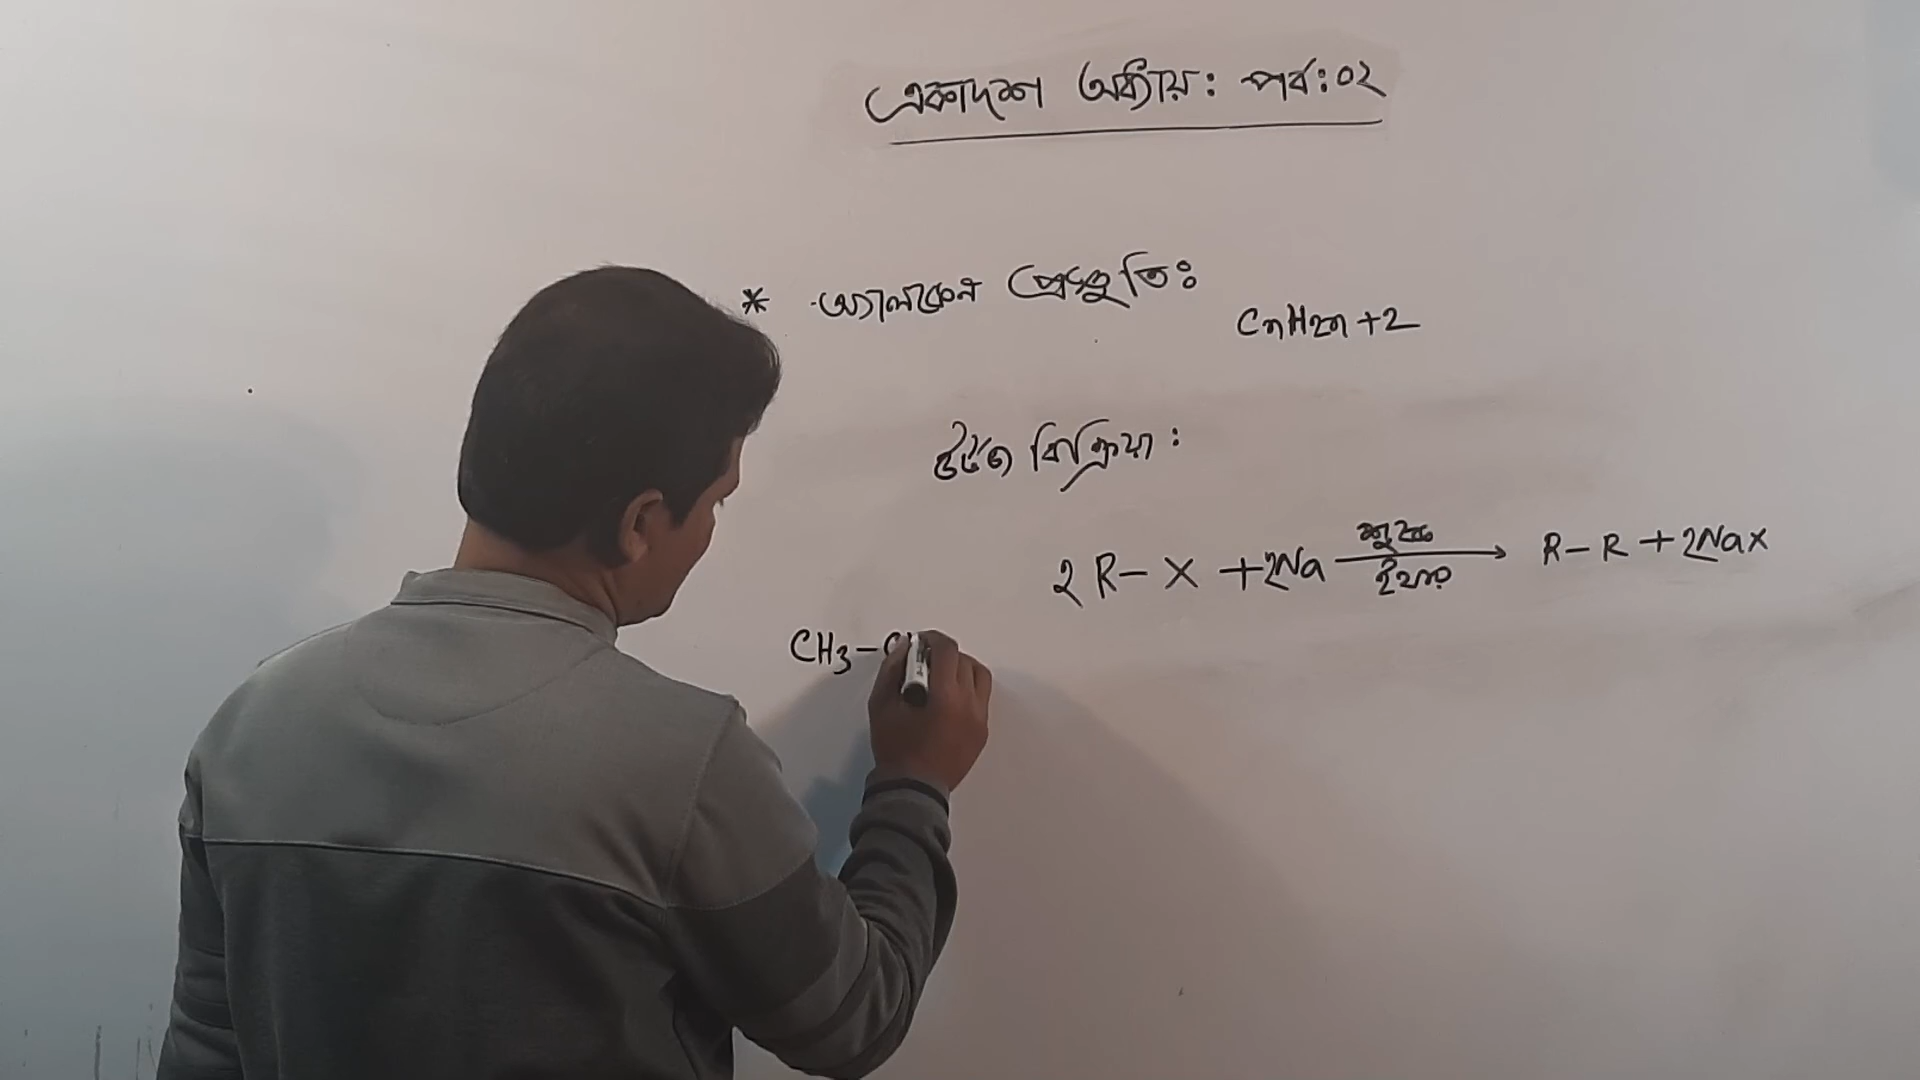 একাদশ অধ্যায়: পর্ব: ০২
* অ্যালকেন প্রস্তুতিঃ
CnH2n+2
উর্টজ বিক্রিয়া:
2R-X + 2Na শুষ্ক ইথার → R-R + 2NaX
CH3-C